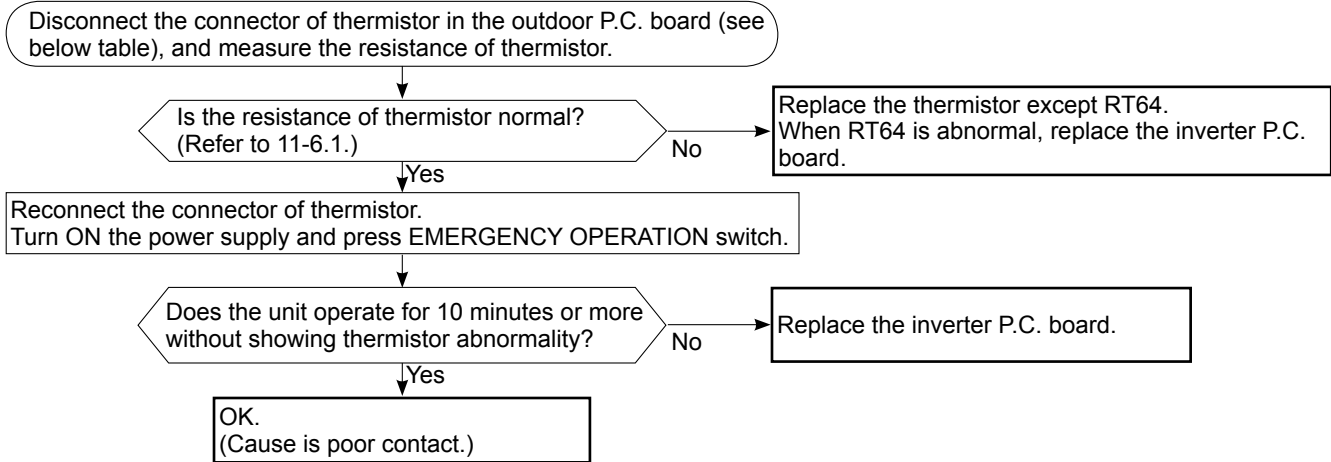 Disconnect the connector of thermistor in the outdoor P.C. board (see
below table), and measure the resistance of thermistor.
Is the resistance of thermistor normal?
(Refer to 11-6.1.)
No
Replace the thermistor except RT64.
When RT64 is abnormal, replace the inverter P.C.
board.
Yes
Reconnect the connector of thermistor.
Turn ON the power supply and press EMERGENCY OPERATION switch.
Does the unit operate for 10 minutes or more
without showing thermistor abnormality?
No
Replace the inverter P.C. board.
Yes
OK.
(Cause is poor contact.)